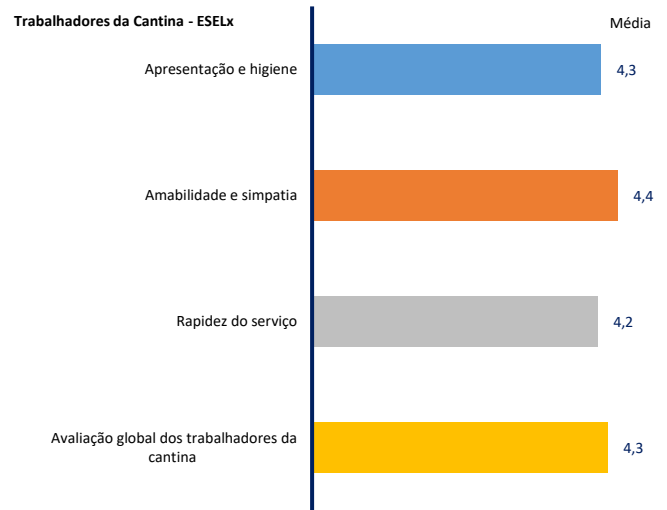 Trabalhadores da Cantina - ESELx
Média
Apresentação e higiene
4,3
Amabilidade e simpatia
4,4
Rapidez do serviço
4,2
Avaliação global dos trabalhadores da
cantina
4,3